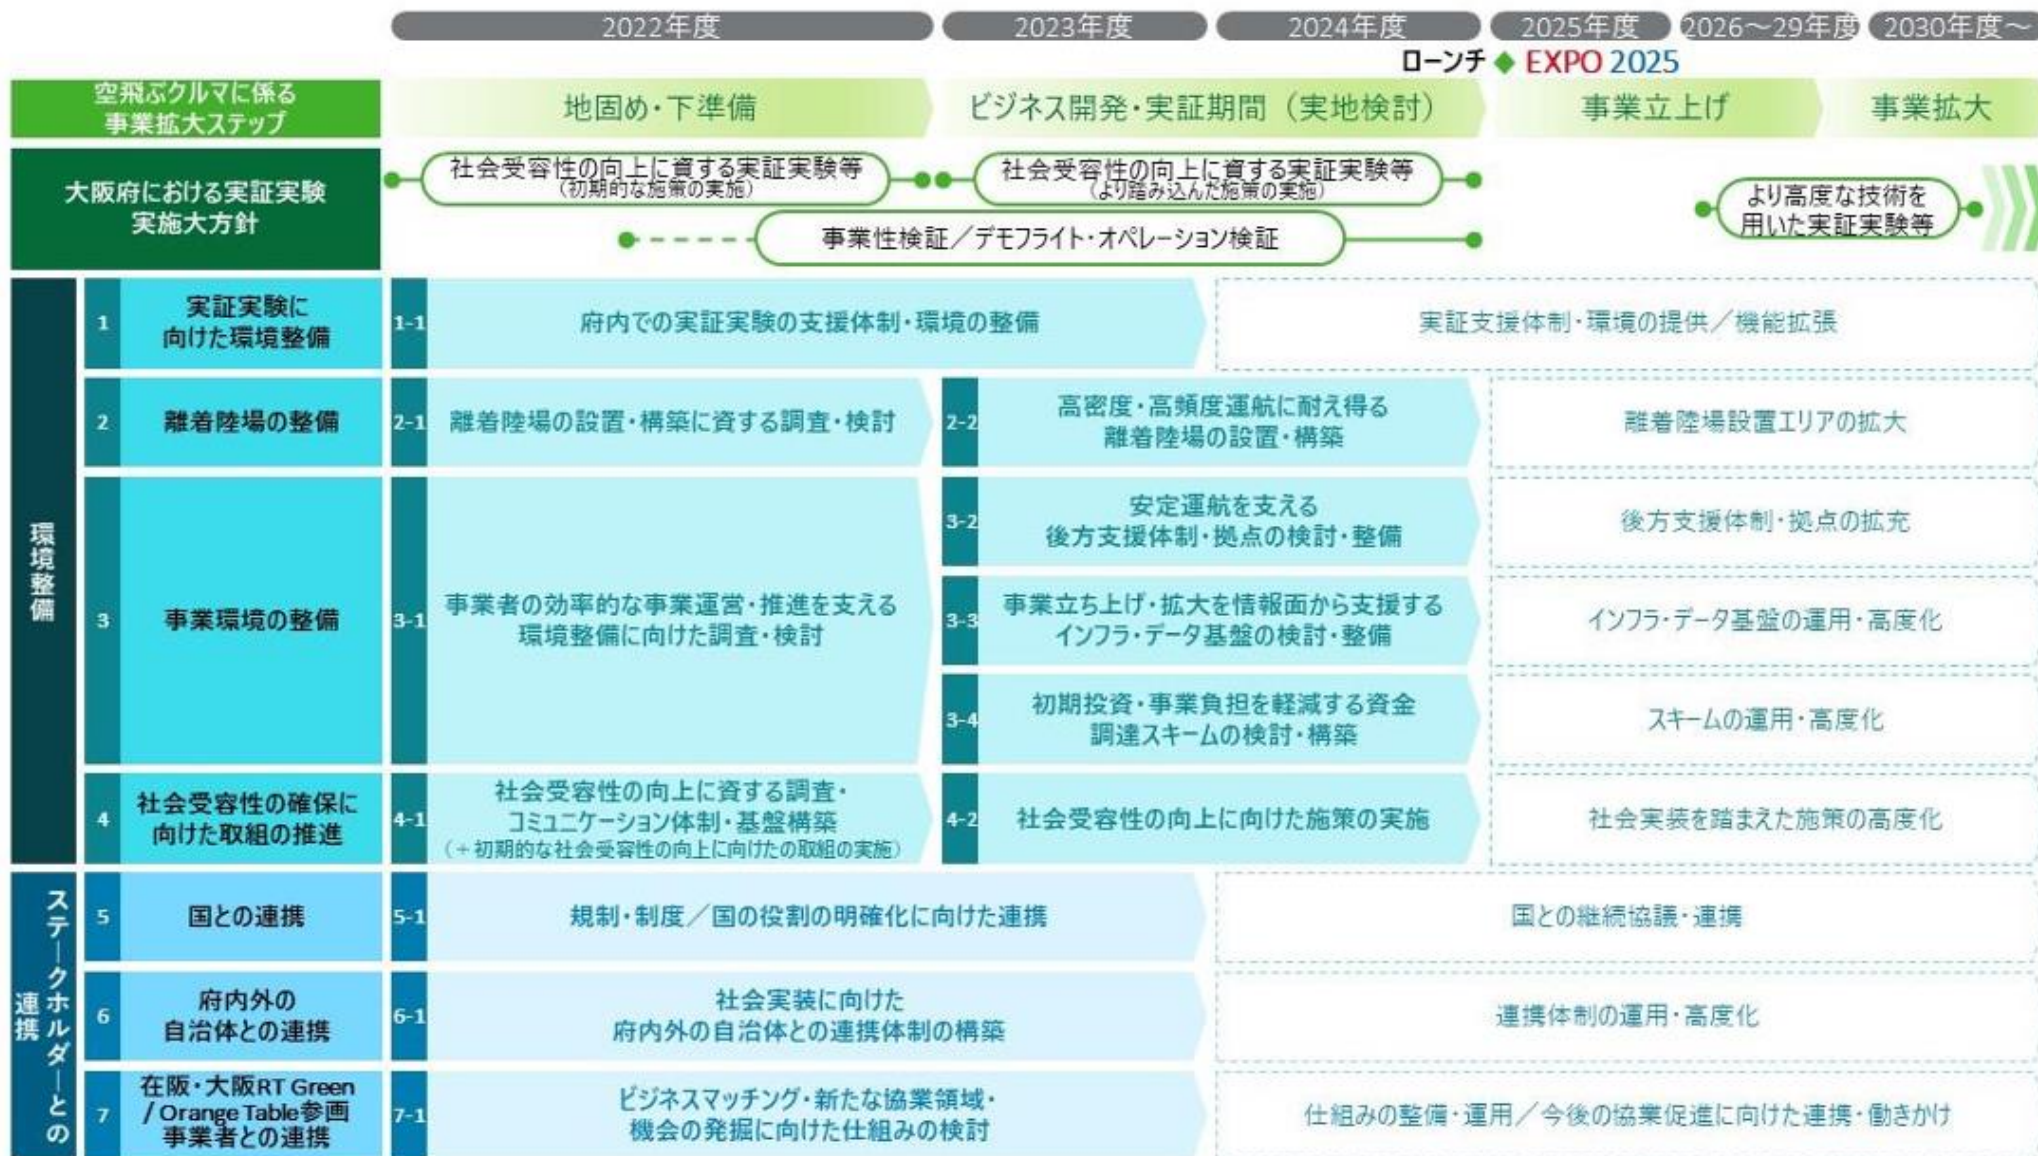 2022年度
2023年度
2024年度
2025年度
2026～29年度
2030年度～
ローンチ◆EXPO 2025
空飛ぶクルマに係る
事業拡大ステップ
地固め・下準備
ビジネス開発・実証期間（実地検討）
事業立上げ
事業拡大
大阪府における実証実験
実施大方針
社会受容性の向上に資する実証実験等
（初期的な施策の実施）
社会受容性の向上に資する実証実験等
（より踏み込んだ施策の実施）
事業性検証／デモフライト・オペレーション検証
より高度な技術を
用いた実証実験等
環境整備
1
実証実験に
向けた環境整備
1-1
府内での実証実験の支援体制・環境の整備
実証支援体制・環境の提供／機能拡張
2
離着陸場の整備
2-1
離着陸場の設置・構築に資する調査・検討
2-2
高密度・高頻度運航に耐え得る
離着陸場の設置・構築
離着陸場設置エリアの拡大
3
事業環境の整備
3-1
事業者の効率的な事業運営・推進を支える
環境整備に向けた調査・検討
3-2
安定運航を支える
後方支援体制・拠点の検討・整備
後方支援体制・拠点の拡充
3-3
事業立ち上げ・拡大を情報面から支援する
インフラ・データ基盤の検討・整備
インフラ・データ基盤の運用・高度化
3-4
初期投資・事業負担を軽減する資金
調達スキームの検討・構築
スキームの運用・高度化
4
社会受容性の確保に
向けた取組の推進
4-1
社会受容性の向上に資する調査・
コミュニケーション体制・基盤構築
（＋初期的な社会受容性の向上に向けたの取組の実施）
4-2
社会受容性の向上に向けた施策の実施
社会実装を踏まえた施策の高度化
ステークホルダーとの
連携
5
国との連携
5-1
規制・制度／国の役割の明確化に向けた連携
国との継続協議・連携
6
府内外の
自治体との連携
6-1
社会実装に向けた
府内外の自治体との連携体制の構築
連携体制の運用・高度化
7
在阪・大阪RT Green
/ Orange Table参画
事業者との連携
7-1
ビジネスマッチング・新たな協業領域・
機会の発掘に向けた仕組みの検討
仕組みの整備・運用／今後の協業促進に向けた連携・働きかけ